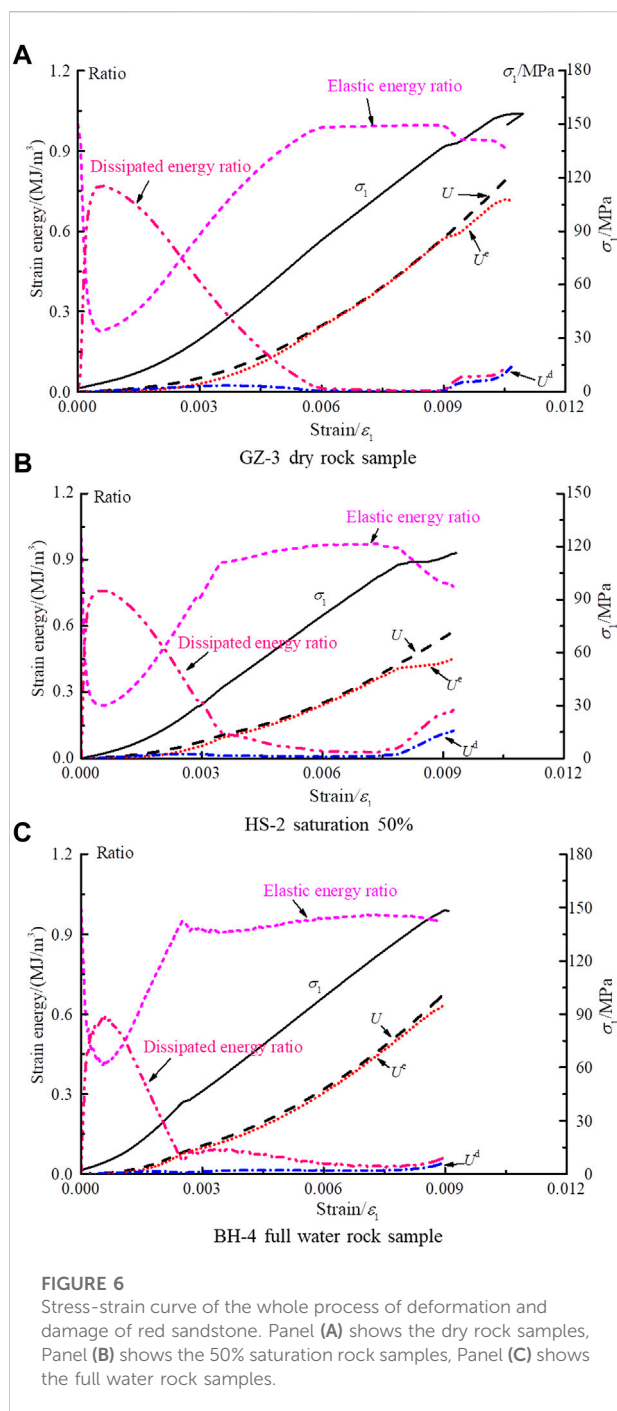 A
Ratio
σ₁/MPa
1.2
0.9
0.6
0.3
0.0
Strain energy/(MJ/m³)
180
150
120
90
60
30
0
σ₁/MPa
Elastic energy ratio
Dissipated energy ratio
σ₁
U
Uᵉ
Uᵈ
0.000 0.003 0.006 0.009 0.012
Strain/ε₁
GZ-3 dry rock sample
B
Ratio
1.2
0.9
0.6
0.3
0.0
Strain energy/(MJ/m³)
150
120
90
60
30
0
σ₁/MPa
Elastic energy ratio
σ₁
Dissipated energy ratio
U
Uᵉ
Uᵈ
0.000 0.003 0.006 0.009 0.012
Strain/ε₁
HS-2 saturation 50%
C
Ratio
1.2
0.9
0.6
0.3
0.0
Strain energy/(MJ/m³)
180
150
120
90
60
30
0
σ₁/MPa
Elastic energy ratio
σ₁
Dissipated energy ratio
U
Uᵉ
Uᵈ
0.000 0.003 0.006 0.009 0.012
Strain/ε₁
BH-4 full water rock sample
FIGURE 6
Stress-strain curve of the whole process of deformation and
damage of red sandstone. Panel (A) shows the dry rock samples,
Panel (B) shows the 50% saturation rock samples, Panel (C) shows
the full water rock samples.